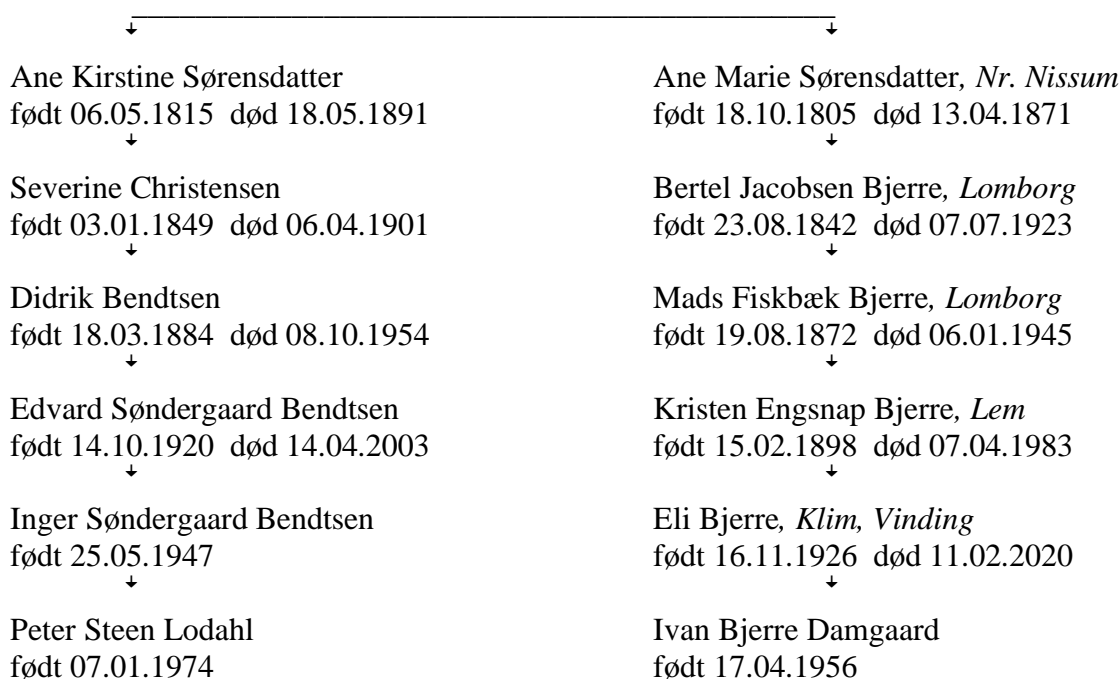 Ane Kirstine Sørensdatter
født 06.05.1815 død 18.05.1891
Severine Christensen
født 03.01.1849 død 06.04.1901
Didrik Bendtsen
født 18.03.1884 død 08.10.1954
Edvard Søndergaard Bendtsen
født 14.10.1920 død 14.04.2003
Inger Søndergaard Bendtsen
født 25.05.1947
Peter Steen Lodahl
født 07.01.1974
Ane Marie Sørensdatter, Nr. Nissum
født 18.10.1805 død 13.04.1871
Bertel Jacobsen Bjerre, Lomborg
født 23.08.1842 død 07.07.1923
Mads Fiskbæk Bjerre, Lomborg
født 19.08.1872 død 06.01.1945
Kristen Engsnap Bjerre, Lem
født 15.02.1898 død 07.04.1983
Eli Bjerre, Klim, Vinding
født 16.11.1926 død 11.02.2020
Ivan Bjerre Damgaard
født 17.04.1956